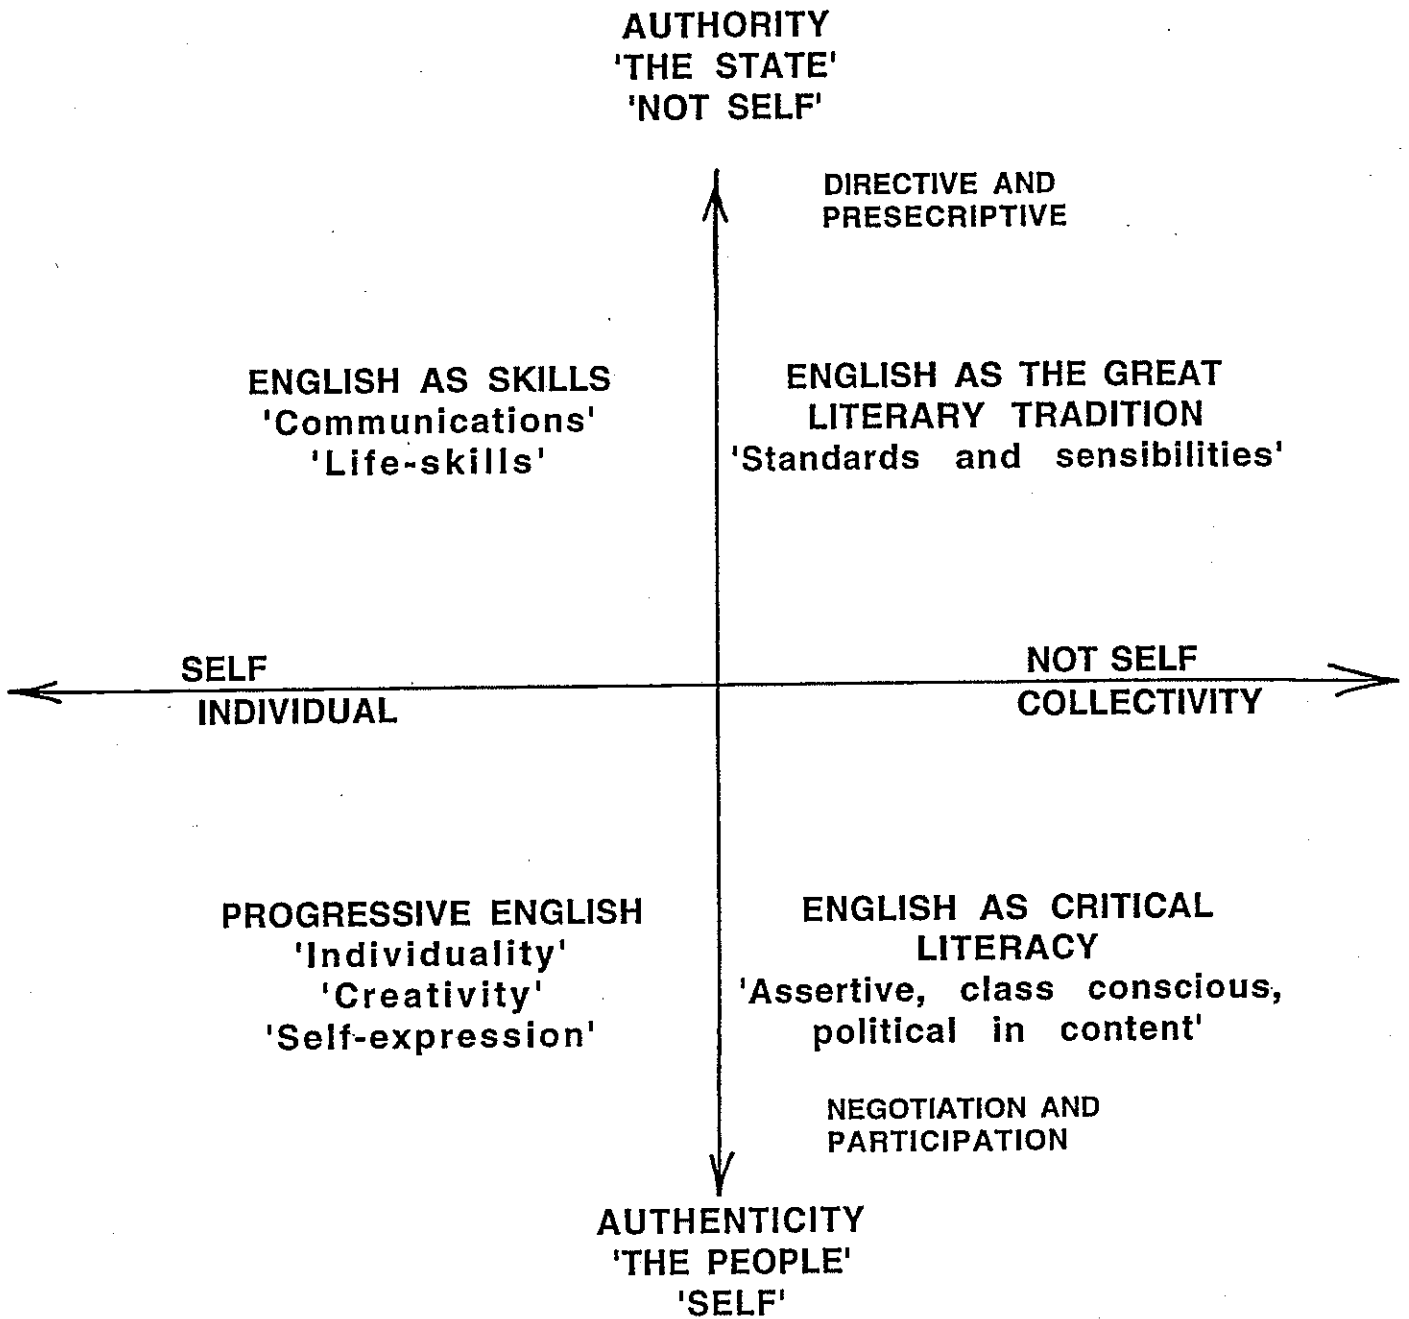 AUTHORITY
'THE STATE'
'NOT SELF'
DIRECTIVE AND
PRESECRIPTIVE
ENGLISH AS SKILLS
'Communications'
'Life-skills'
ENGLISH AS THE GREAT
LITERARY TRADITION
'Standards and sensibilities'
SELF
INDIVIDUAL
NOT SELF
COLLECTIVITY
PROGRESSIVE ENGLISH
'Individuality'
'Creativity'
'Self-expression'
ENGLISH AS CRITICAL
LITERACY
'Assertive, class conscious,
political in content'
NEGOTIATION AND
PARTICIPATION
AUTHENTICITY
'THE PEOPLE'
'SELF'